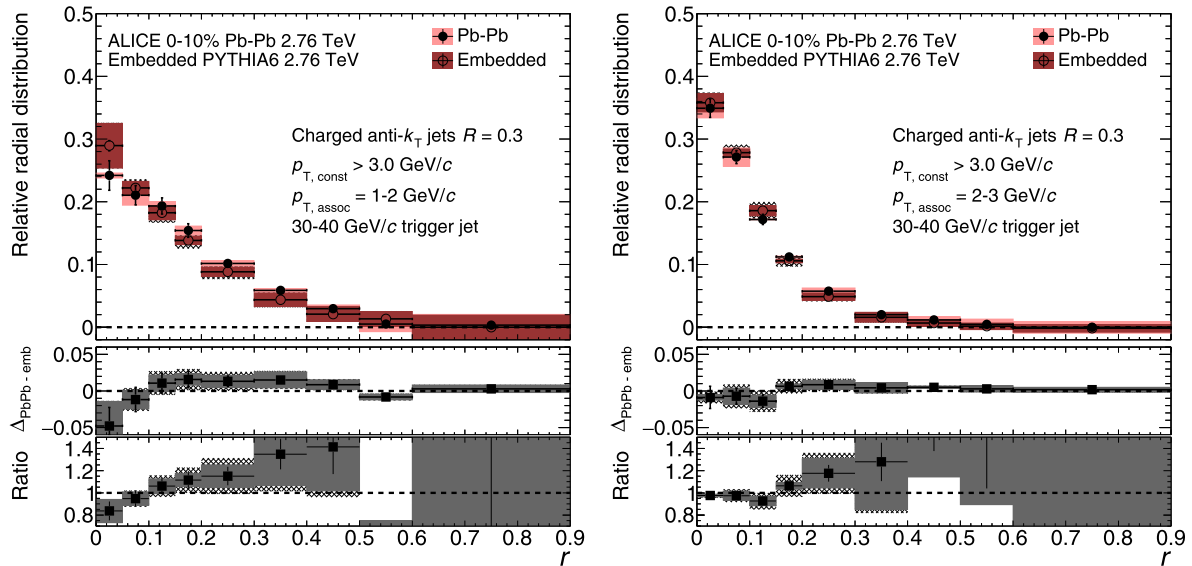 Relative radial distribution
0.5
0.4
0.3
0.2
0.1
0
ALICE 0-10% Pb-Pb 2.76 TeV
Embedded PYTHIA6 2.76 TeV
Pb-Pb
Embedded
Charged anti-kT jets R = 0.3
pT, const > 3.0 GeV/c
pT, assoc = 1-2 GeV/c
30-40 GeV/c trigger jet
ΔPbPb - emb
0.05
0
−0.05
Ratio
1.4
1.2
1
0.8
0 0.1 0.2 0.3 0.4 0.5 0.6 0.7 0.8 0.9
r
Relative radial distribution
0.5
0.4
0.3
0.2
0.1
0
ALICE 0-10% Pb-Pb 2.76 TeV
Embedded PYTHIA6 2.76 TeV
Pb-Pb
Embedded
Charged anti-kT jets R = 0.3
pT, const > 3.0 GeV/c
pT, assoc = 2-3 GeV/c
30-40 GeV/c trigger jet
ΔPbPb - emb
0.05
0
−0.05
Ratio
1.4
1.2
1
0.8
0 0.1 0.2 0.3 0.4 0.5 0.6 0.7 0.8 0.9
r